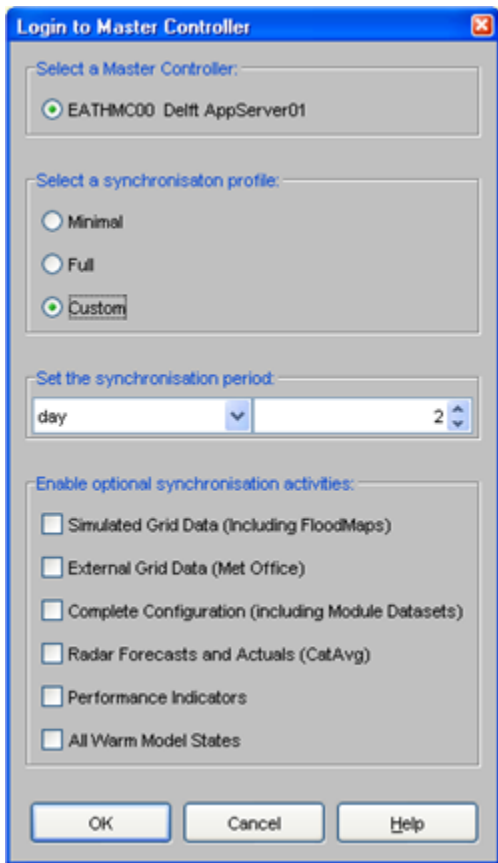 Login to Master Controller
Select a Master Controller:
EATHMC00 Delft AppServer01
Select a synchronisaton profile:
Minimal
Full
Custom
Set the synchronisation period:
day 2
Enable optional synchronisation activities:
Simulated Grid Data (Including FloodMaps)
External Grid Data (Met Office)
Complete Configuration (including Module Datasets)
Radar Forecasts and Actuals (CatAvg)
Performance Indicators
All Warm Model States
OK Cancel Help